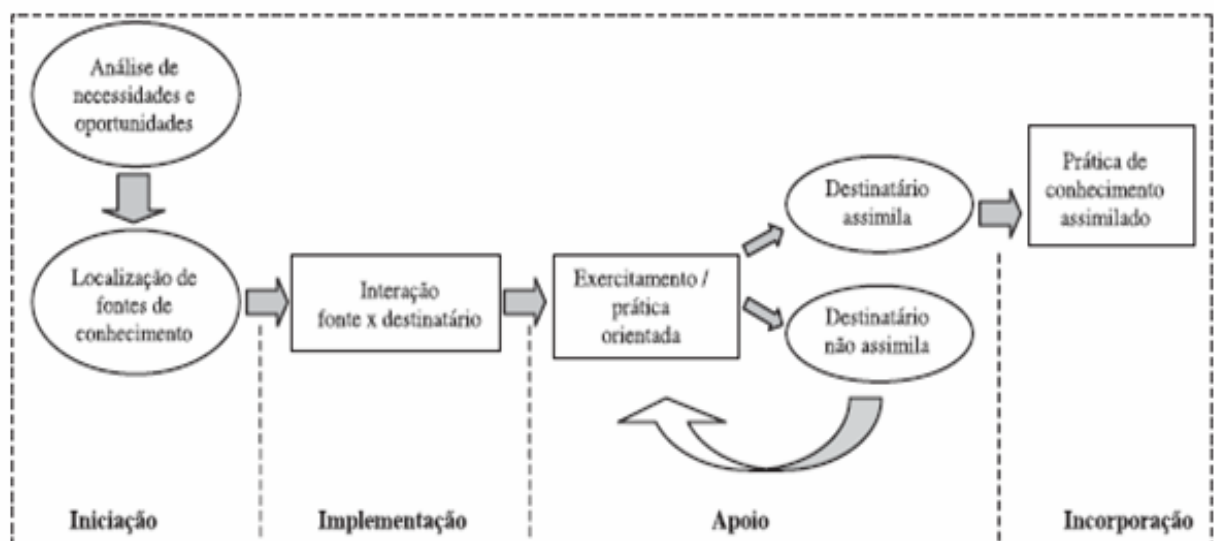 Análise de
necessidades e
oportunidades
Localização de
fontes de
conhecimento
Interação
fonte x destinatário
Exercitamento /
prática
orientada
Destinatário
assimila
Destinatário
não assimila
Prática de
conhecimento
assimilado
Iniciação
Implementação
Apoio
Incorporação